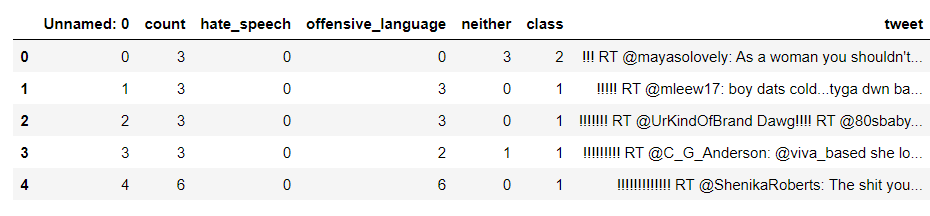 Unnamed: 0 count hate_speech offensive_language neither class tweet
0 0 3 0 0 3 2 !!! RT @mayasolovely: As a woman you shouldn't...
1 1 3 0 3 0 1 !!!!! RT @mleew17: boy dats cold...tyga dwn ba...
2 2 3 0 3 0 1 !!!!!!! RT @UrKindOfBrand Dawg!!!! RT @80sbaby...
3 3 3 0 2 1 1 !!!!!!!!! RT @C_G_Anderson: @viva_based she lo...
4 4 6 0 6 0 1 !!!!!!!!!!!!! RT @ShenikaRoberts: The shit you...